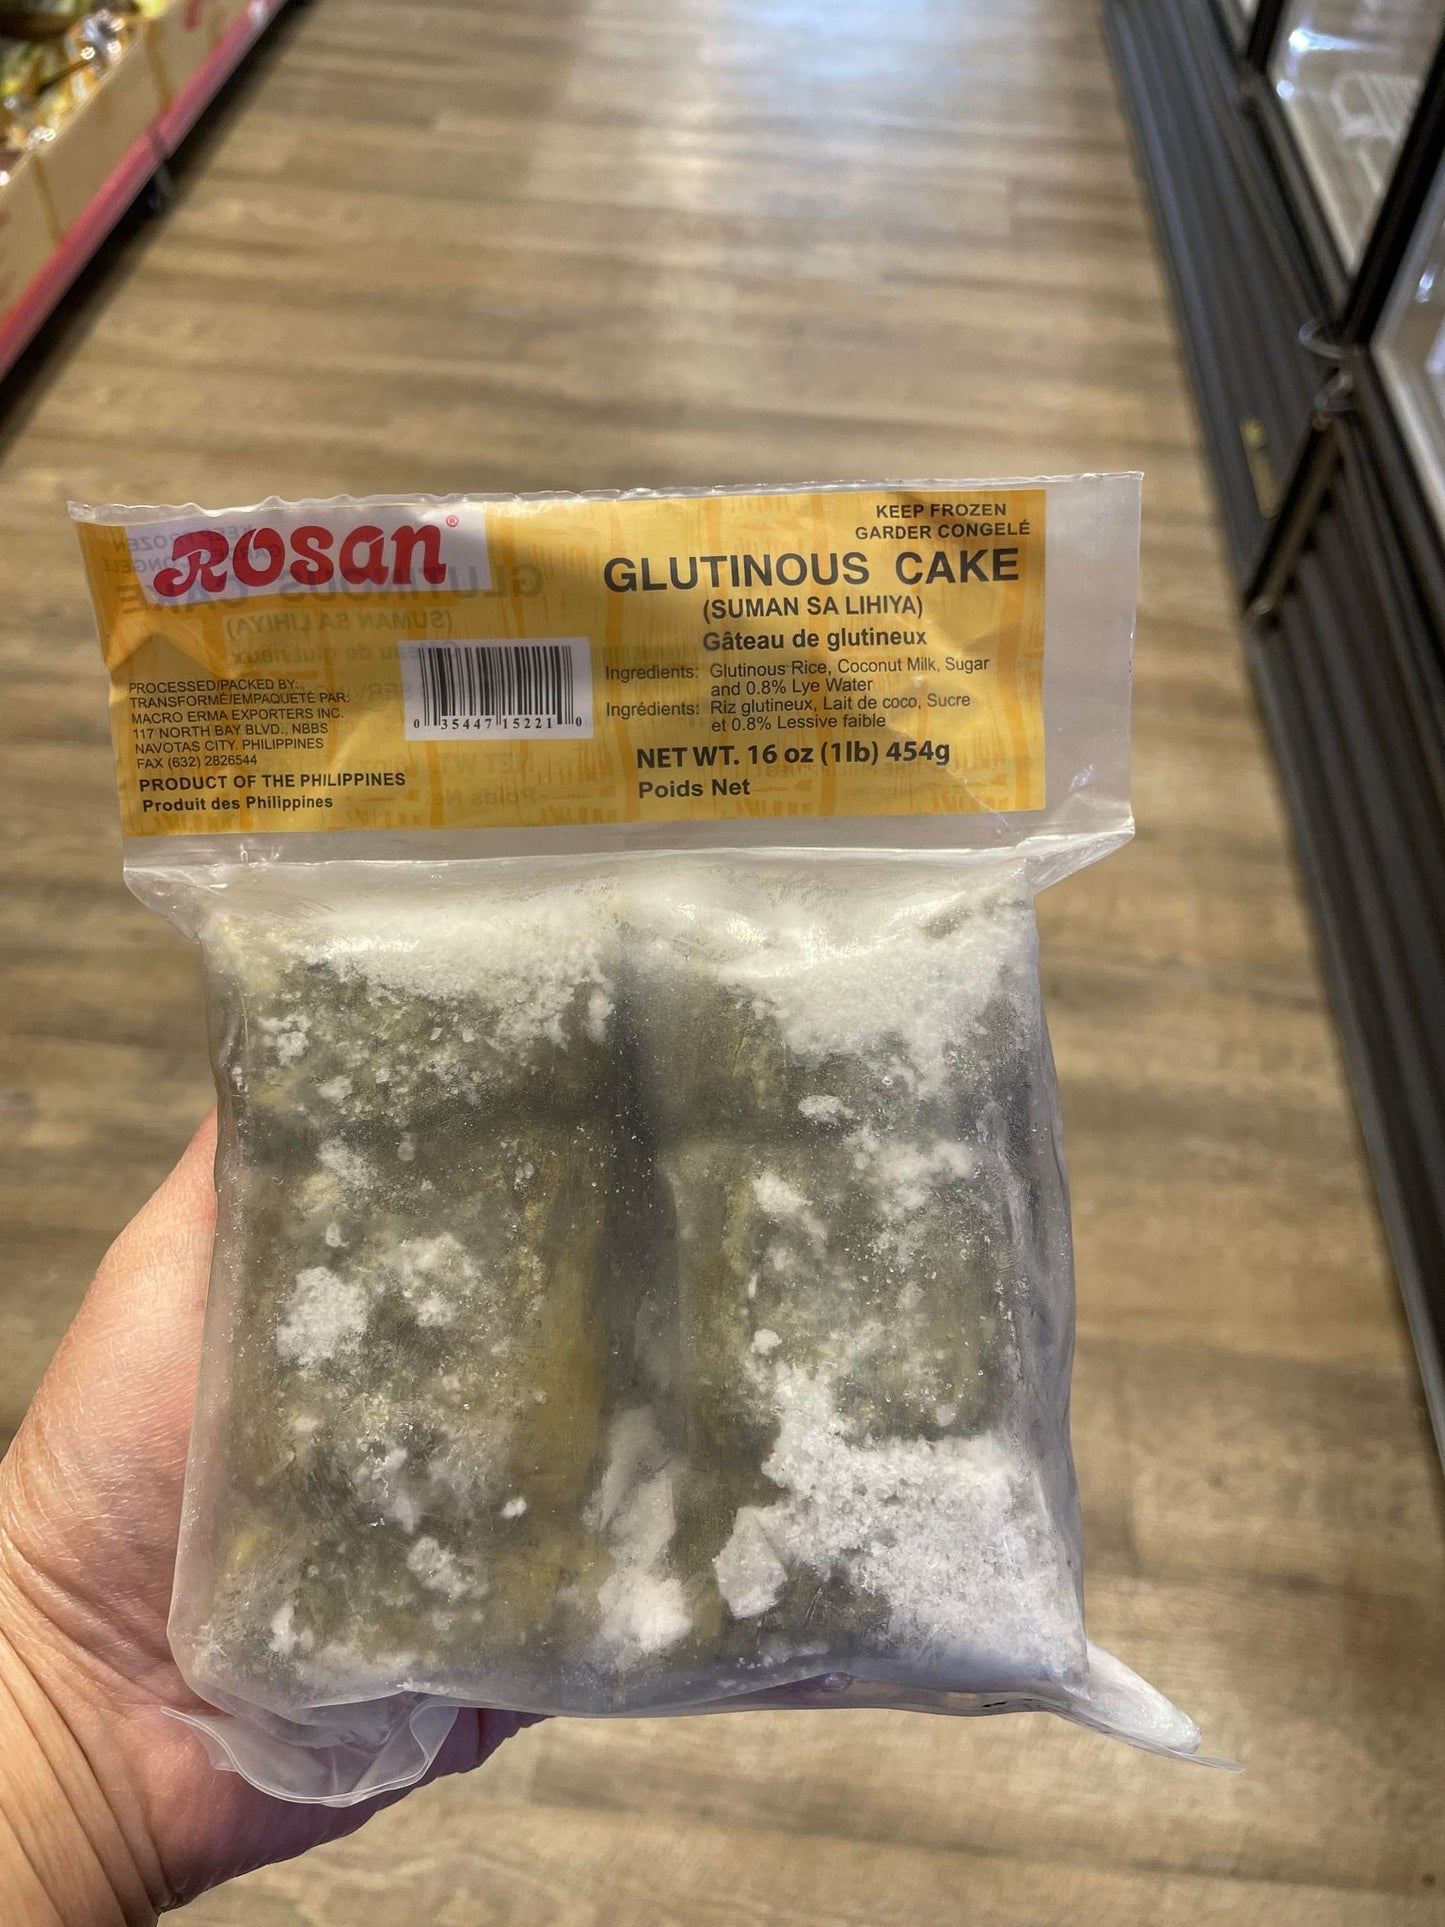 Rosan®
KEEP FROZEN
GARDER CONGELÉ
GLUTINOUS CAKE
(SUMAN SA LIHIYA)
Gâteau de glutineux
Ingredients: Glutinous Rice, Coconut Milk, Sugar
and 0.8% Lye Water
Ingrédients: Riz glutineux, Lait de coco, Sucre
et 0.8% Lessive faible
NET WT. 16 oz (1lb) 454g
Poids Net
0 35447 15221 0
PROCESSED/PACKED BY:
TRANSFORMÉ/EMPAQUETÉ PAR:
MACRO ERMA EXPORTERS INC.
117 NORTH BAY BLVD., NBBS
NAVOTAS CITY. PHILIPPINES
FAX (632) 2826544
PRODUCT OF THE PHILIPPINES
Produit des Philippines